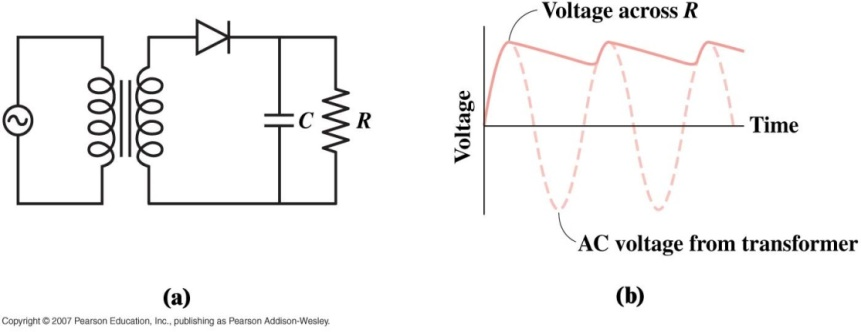 Voltage across R
C
R
Voltage
Time
AC voltage from transformer
(a)
(b)
Copyright © 2007 Pearson Education, Inc., publishing as Pearson Addison-Wesley.